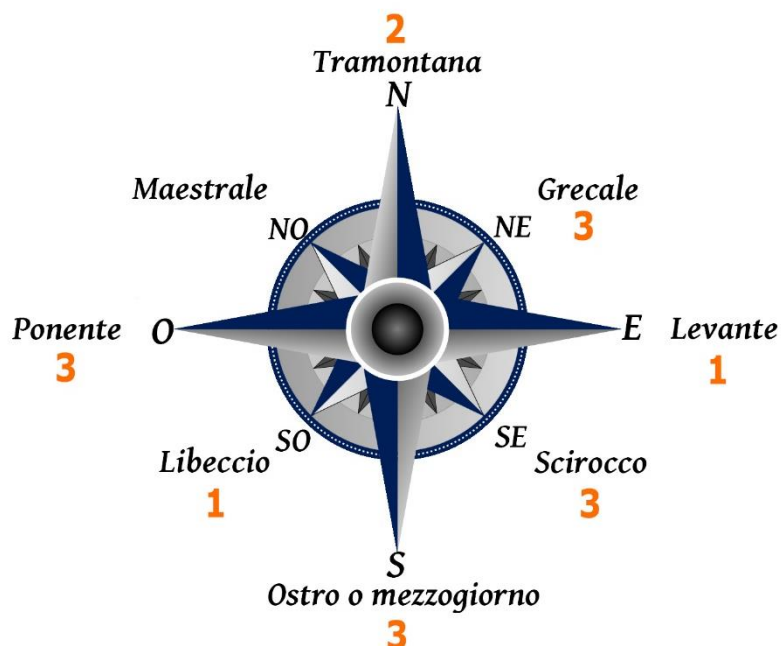 2
Tramontana
N
Maestrale
Grecale
NO
NE
3
Ponente
O
E
Levante
3
1
SO
SE
Libeccio
Scirocco
1
3
S
Ostro o mezzogiorno
3